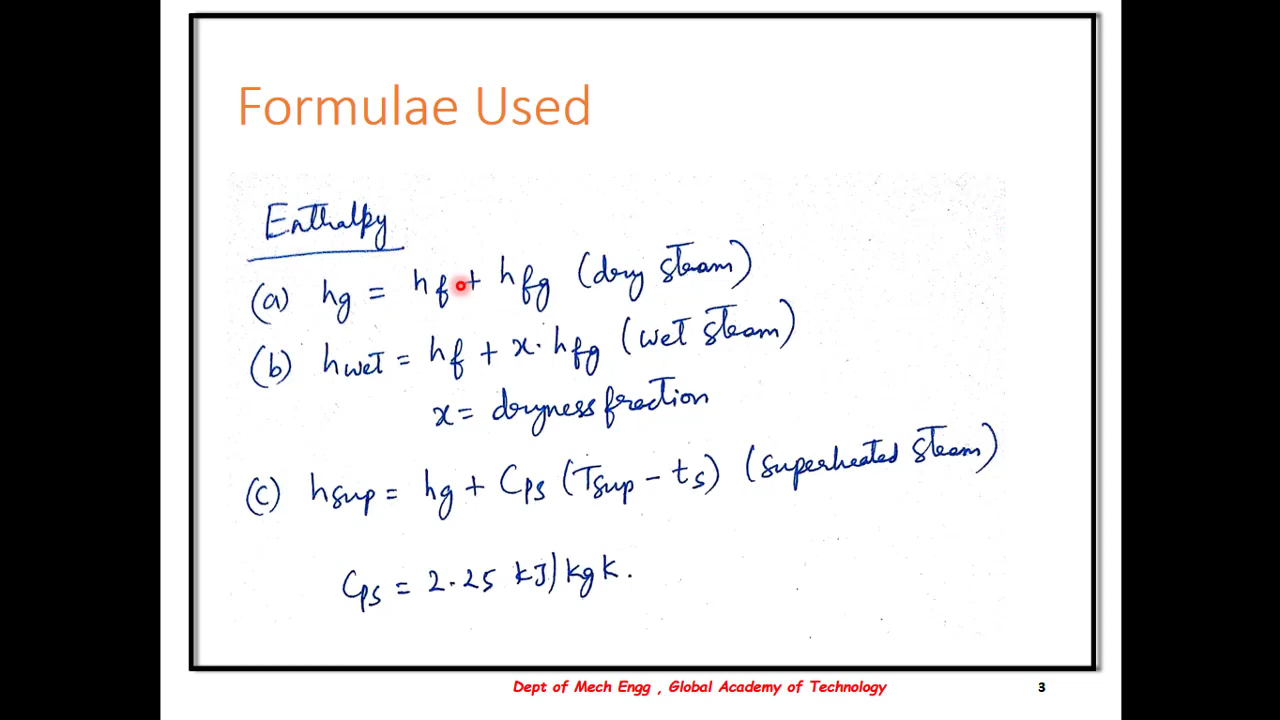 Formulae Used
Enthalpy
(a) hg = hf + hfg (dry steam)
(b) hwet = hf + x. hfg (wet steam)
x = dryness fraction
(c) hsup = hg + Cps (Tsup - ts) (superheated steam)
Cps = 2.25 kJ/kgk.
Dept of Mech Engg , Global Academy of Technology
3